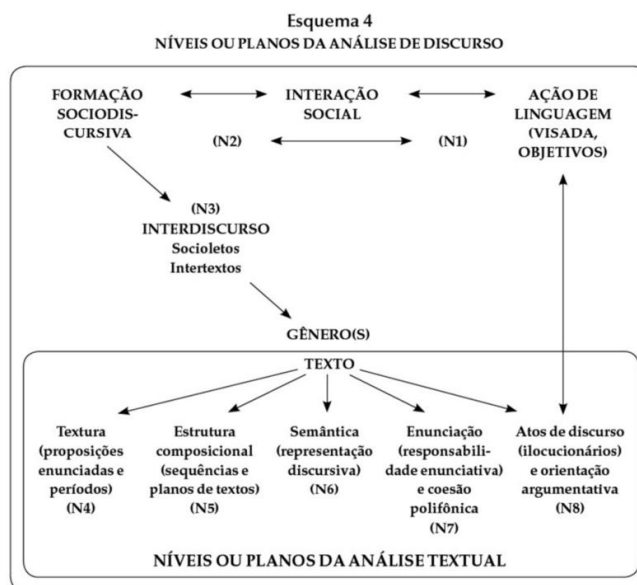 Esquema 4
NÍVEIS OU PLANOS DA ANÁLISE DE DISCURSO
FORMAÇÃO
SOCIODIS-
CURSIVA
INTERAÇÃO
SOCIAL
AÇÃO DE
LINGUAGEM
(VISADA,
OBJETIVOS)
(N2)
(N1)
(N3)
INTERDISCURSO
Socioletos
Intertextos
GÊNERO(S)
TEXTO
Textura
(proposições
enunciadas e
períodos)
(N4)
Estrutura
composicional
(sequências e
planos de textos)
(N5)
Semântica
(representação
discursiva)
(N6)
Enunciação
(responsabili-
dade enunciativa)
e coesão
polifônica
(N7)
Atos de discurso
(ilocucionários)
e orientação
argumentativa
(N8)
NÍVEIS OU PLANOS DA ANÁLISE TEXTUAL